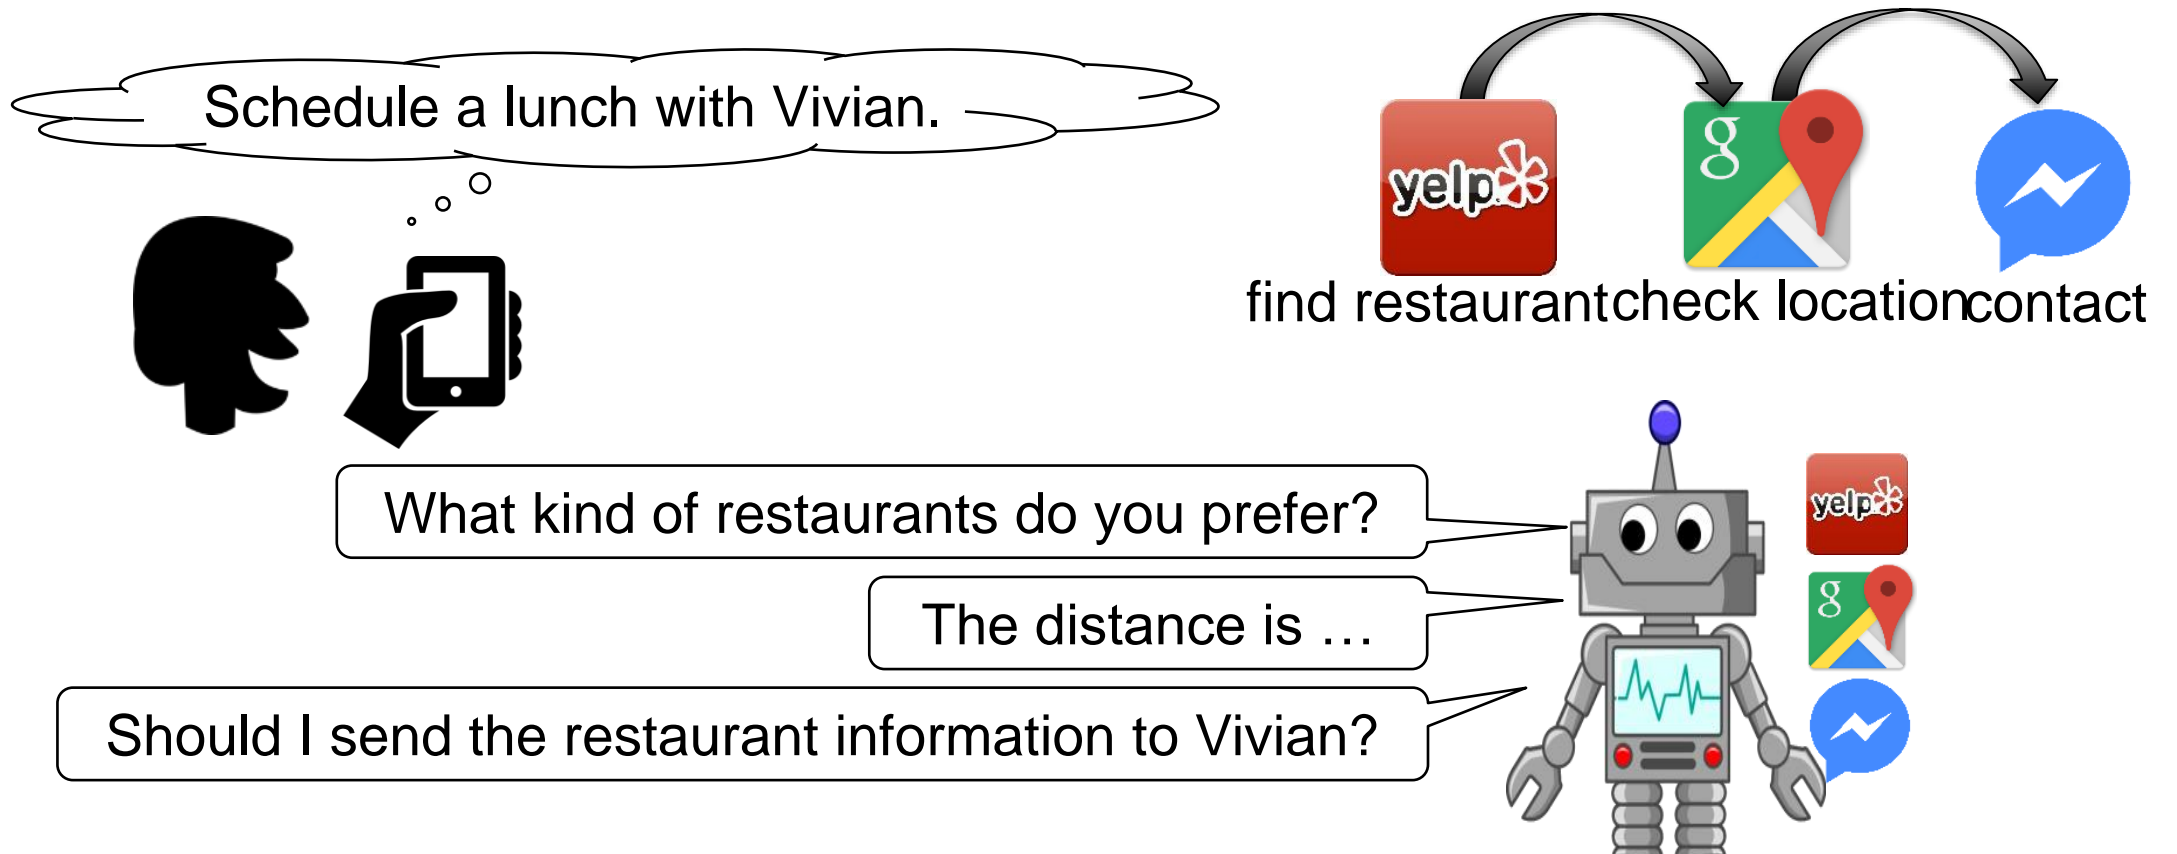 Schedule a lunch with Vivian.
yelp
g
find restaurant
check location
contact
What kind of restaurants do you prefer?
yelp
The distance is …
g
Should I send the restaurant information to Vivian?